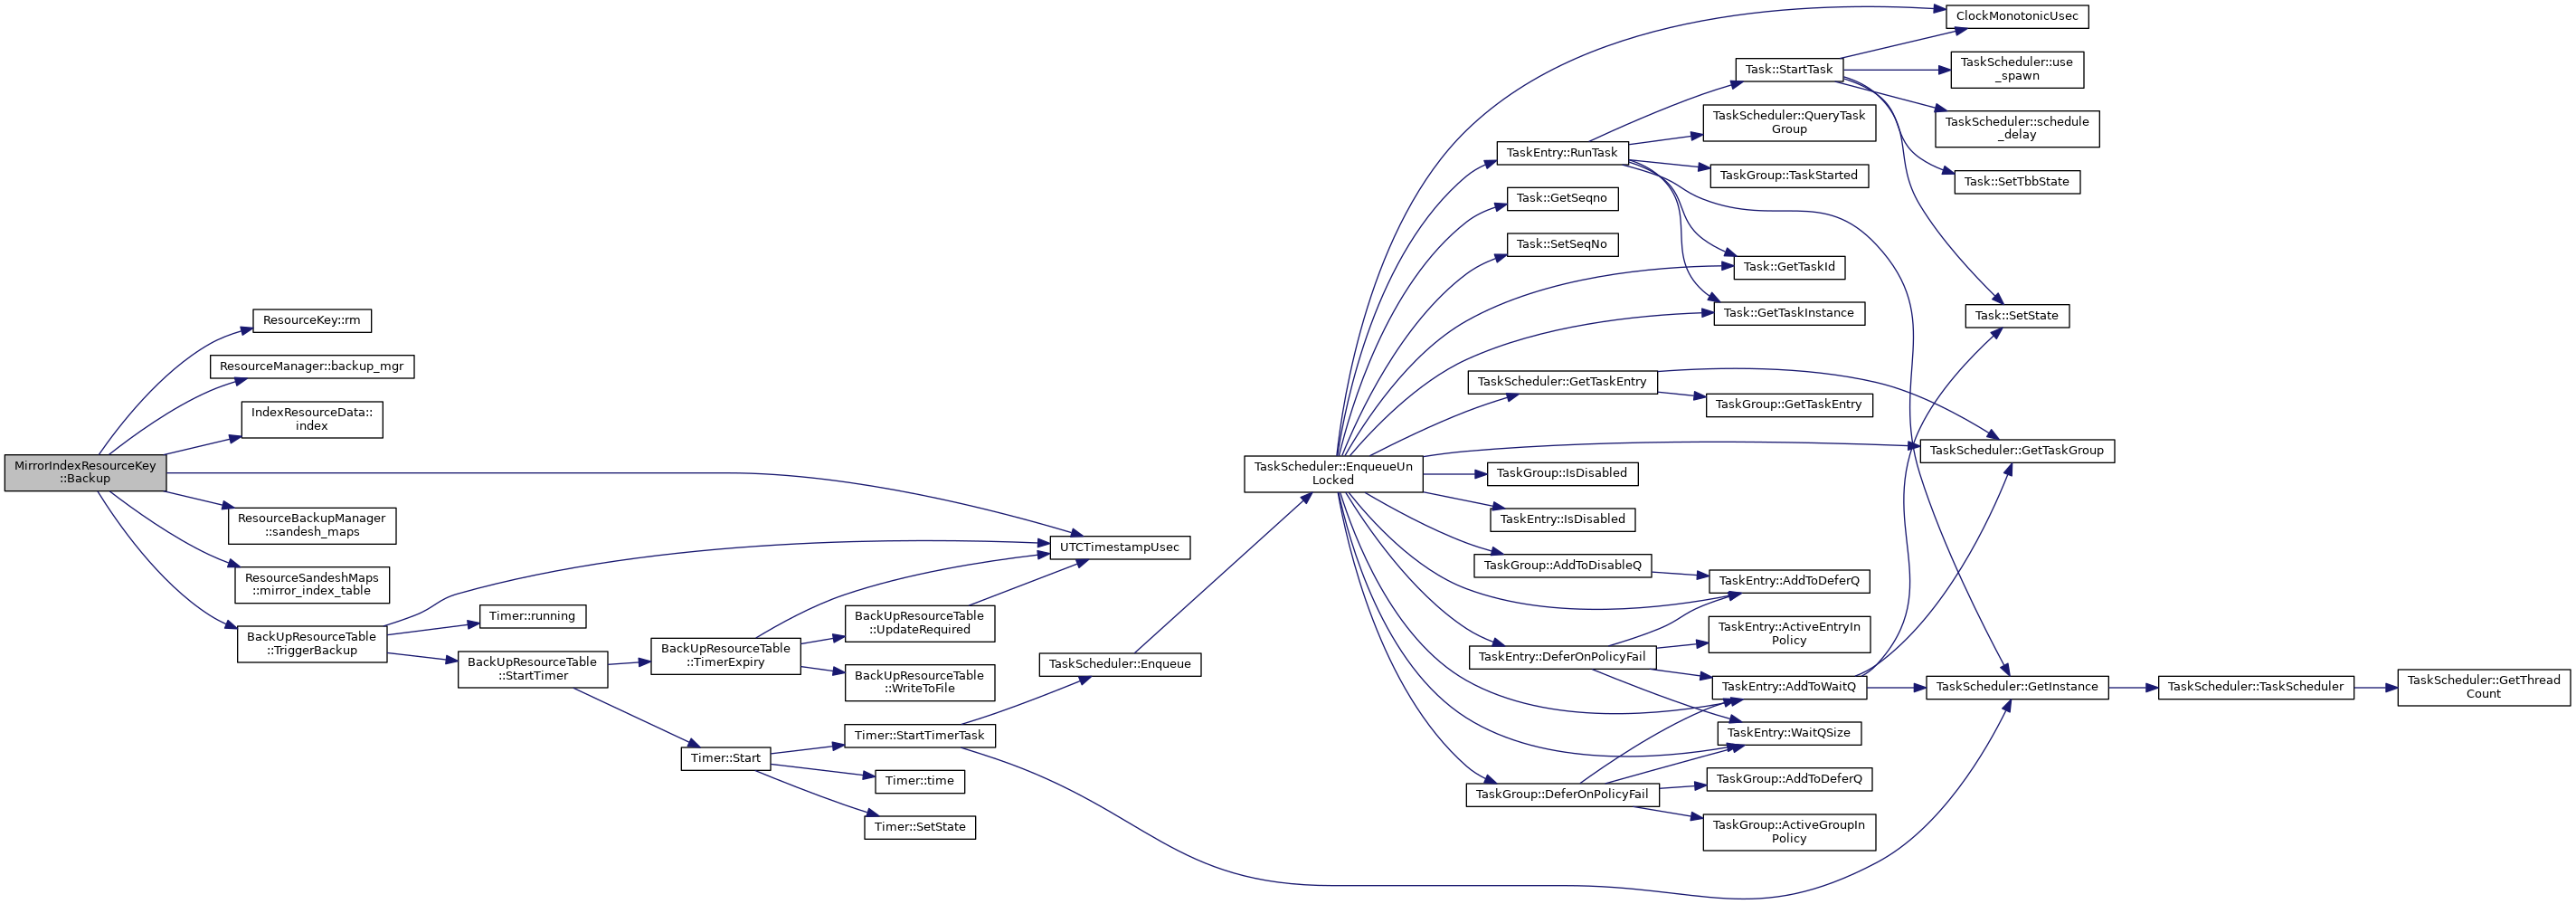 MirrorIndexResourceKey
::Backup
ResourceKey::rm
ResourceManager::backup_mgr
IndexResourceData::
index
ResourceBackupManager
::sandesh_maps
ResourceSandeshMaps
::mirror_index_table
BackUpResourceTable
::TriggerBackup
Timer::running
BackUpResourceTable
::StartTimer
BackUpResourceTable
::TimerExpiry
Timer::Start
BackUpResourceTable
::UpdateRequired
BackUpResourceTable
::WriteToFile
Timer::StartTimerTask
Timer::time
Timer::SetState
UTCTimestampUsec
TaskScheduler::Enqueue
TaskScheduler::EnqueueUn
Locked
TaskEntry::RunTask
Task::GetSeqno
Task::SetSeqNo
TaskScheduler::GetTaskEntry
TaskGroup::IsDisabled
TaskEntry::IsDisabled
TaskGroup::AddToDisableQ
TaskEntry::DeferOnPolicyFail
TaskGroup::DeferOnPolicyFail
Task::StartTask
TaskScheduler::QueryTask
Group
TaskGroup::TaskStarted
Task::GetTaskId
Task::GetTaskInstance
TaskGroup::GetTaskEntry
TaskEntry::AddToDeferQ
TaskEntry::ActiveEntryIn
Policy
TaskEntry::AddToWaitQ
TaskEntry::WaitQSize
TaskGroup::AddToDeferQ
TaskGroup::ActiveGroupIn
Policy
ClockMonotonicUsec
TaskScheduler::use
_spawn
TaskScheduler::schedule
_delay
Task::SetTbbState
Task::SetState
TaskScheduler::GetTaskGroup
TaskScheduler::GetInstance
TaskScheduler::TaskScheduler
TaskScheduler::GetThread
Count